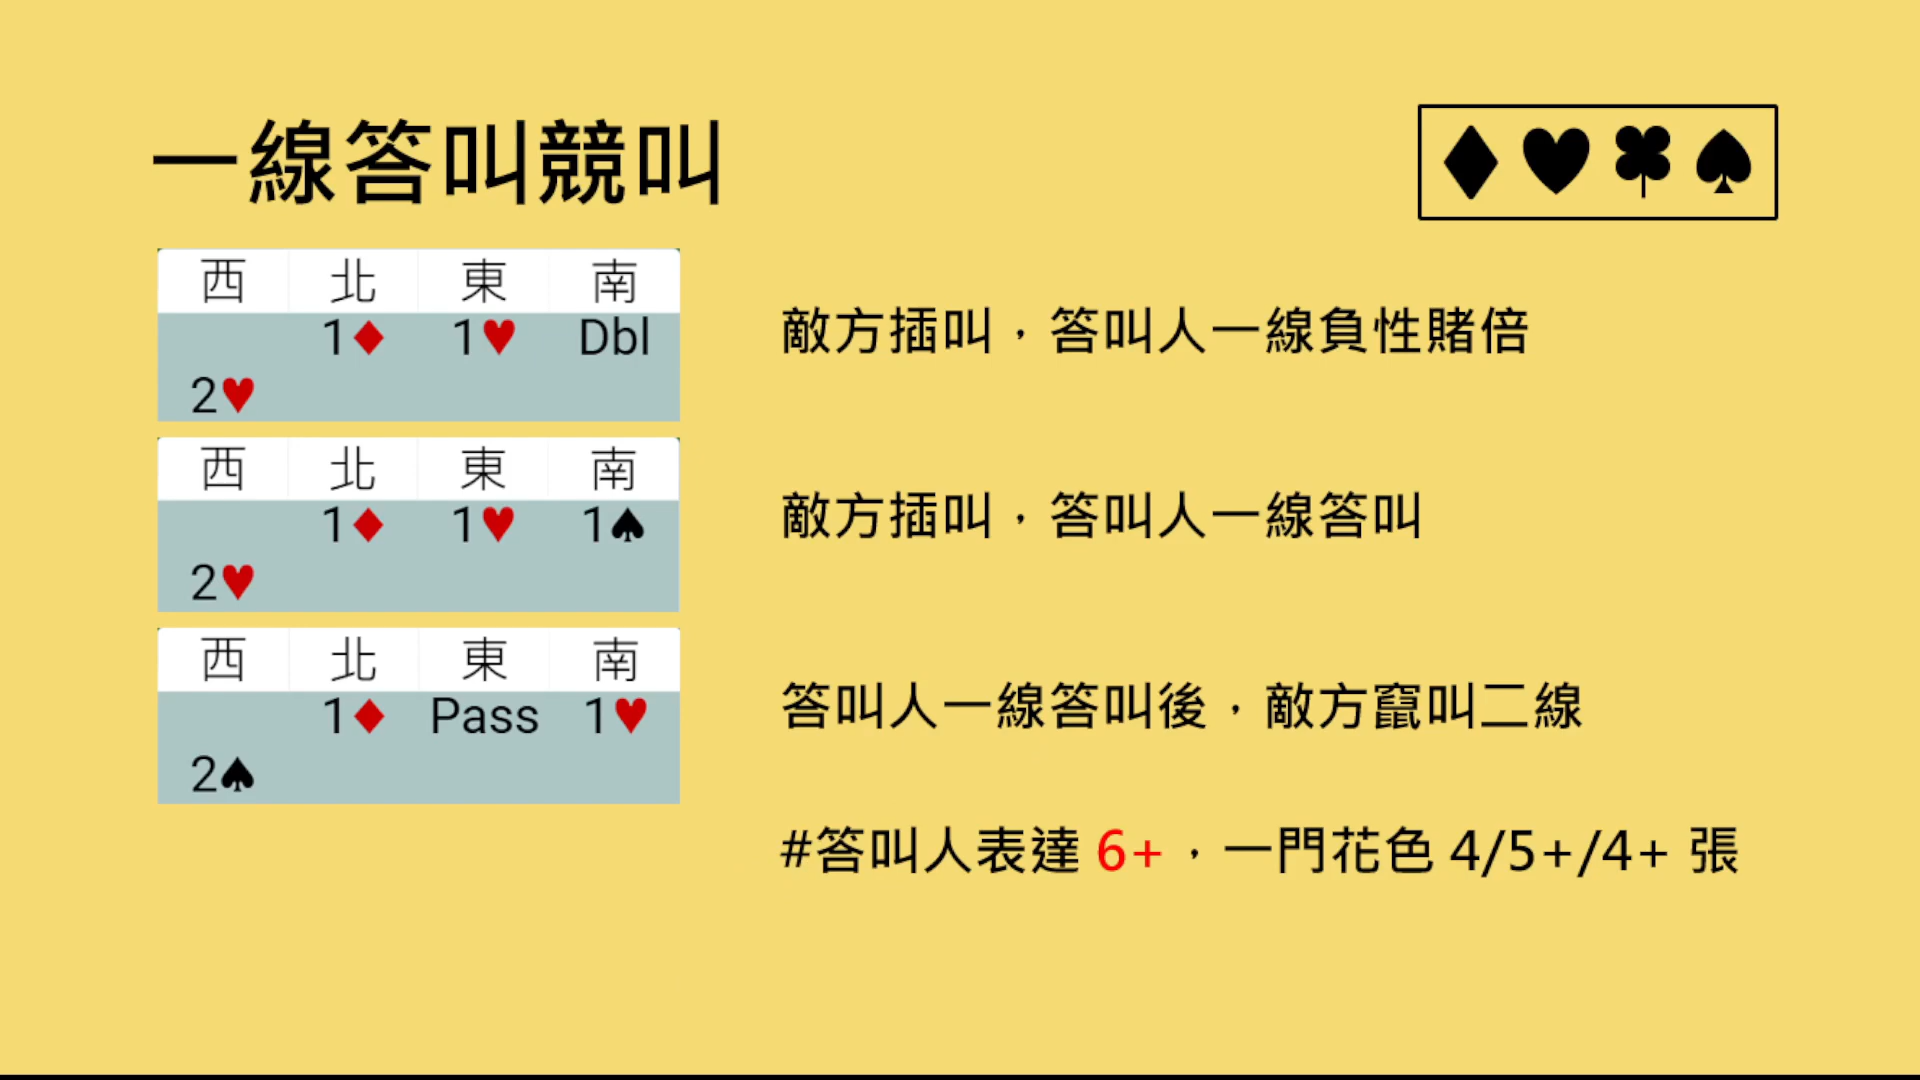 一線答叫競叫
♦ ♥ ♣ ♠
西 北 東 南
1♦ 1♥ Dbl
2♥
敵方插叫，答叫人一線負性賭倍
西 北 東 南
1♦ 1♥ 1♠
2♥
敵方插叫，答叫人一線答叫
西 北 東 南
1♦ Pass 1♥
2♠
答叫人一線答叫後，敵方竄叫二線
#答叫人表達 6+，一門花色 4/5+/4+ 張